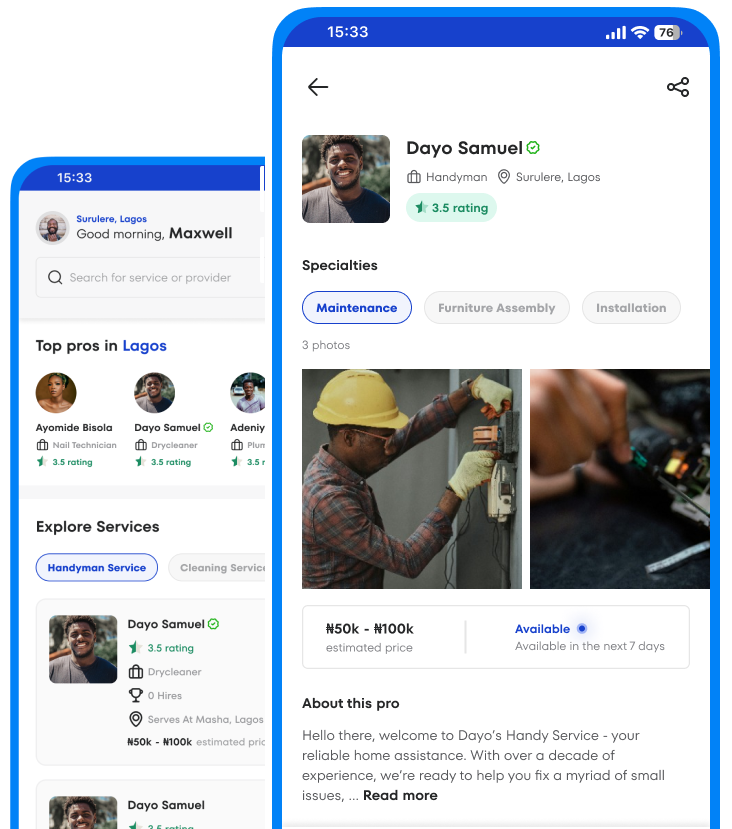 15:33
Surulere, Lagos
Good morning, Maxwell
Search for service or provider
Top pros in Lagos
Ayomide Bisola
Nail Technician
3.5 rating
Dayo Samuel
Drycleaner
3.5 rating
Adeniy
Plum
3.5 r
Explore Services
Handyman Service
Cleaning Service
Dayo Samuel
3.5 rating
Drycleaner
0 Hires
Serves At Masha, Lagos
₦50k - ₦100k estimated pric
Dayo Samuel
3.5 rating
15:33
76
Dayo Samuel
Handyman
Surulere, Lagos
3.5 rating
Specialties
Maintenance
Furniture Assembly
Installation
3 photos
₦50k - ₦100k
estimated price
Available
Available in the next 7 days
About this pro
Hello there, welcome to Dayo’s Handy Service - your
reliable home assistance. With over a decade of
experience, we’re ready to help you fix a myriad of small
issues, ... Read more